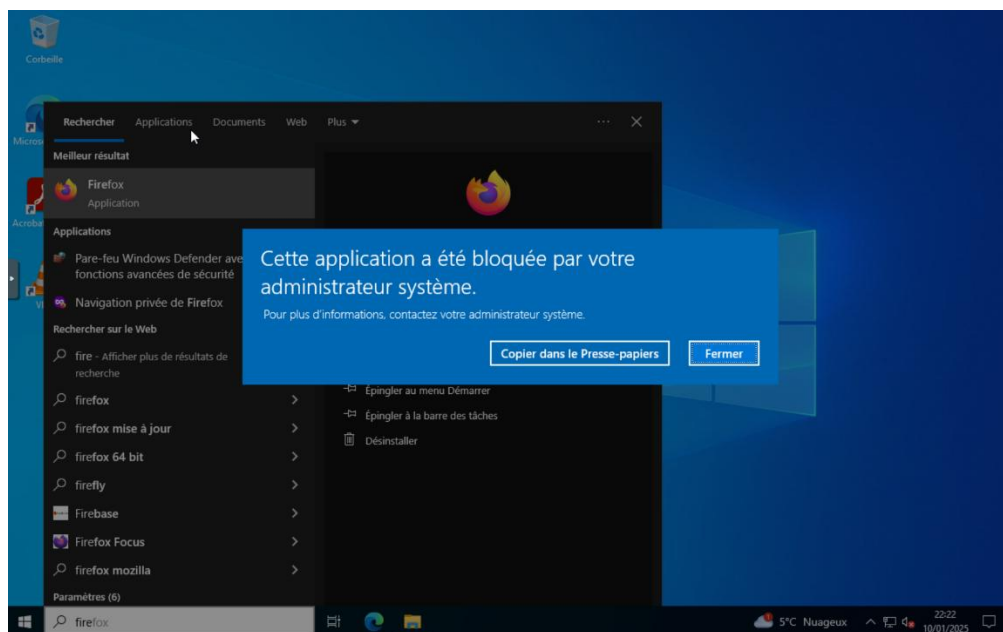 Corbeille
Rechercher Applications Documents Web Plus
Meilleur résultat
Firefox
Application
Applications
Pare-feu Windows Defender ave
fonctions avancées de sécurité
Navigation privée de Firefox
Rechercher sur le Web
fire - Afficher plus de résultats de
recherche
firefox
firefox mise à jour
firefox 64 bit
firefly
Firebase
Firefox Focus
firefox mozilla
Paramètres (6)
Cette application a été bloquée par votre
administrateur système.
Pour plus d'informations, contactez votre administrateur système.
Copier dans le Presse-papiers Fermer
Épingler au menu Démarrer
Épingler à la barre des tâches
Désinstaller
firefox
5°C Nuageux
22:22
10/01/2025